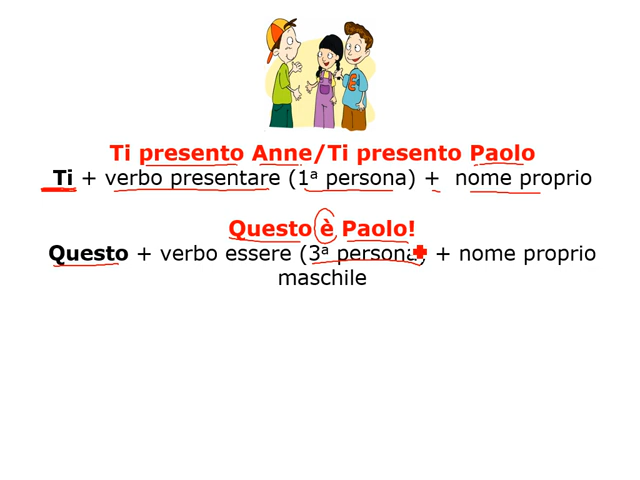 Ti presento Anne/Ti presento Paolo
Ti + verbo presentare (1ª persona) + nome proprio
Questo è Paolo!
Questo + verbo essere (3ª persona) + nome proprio
maschile